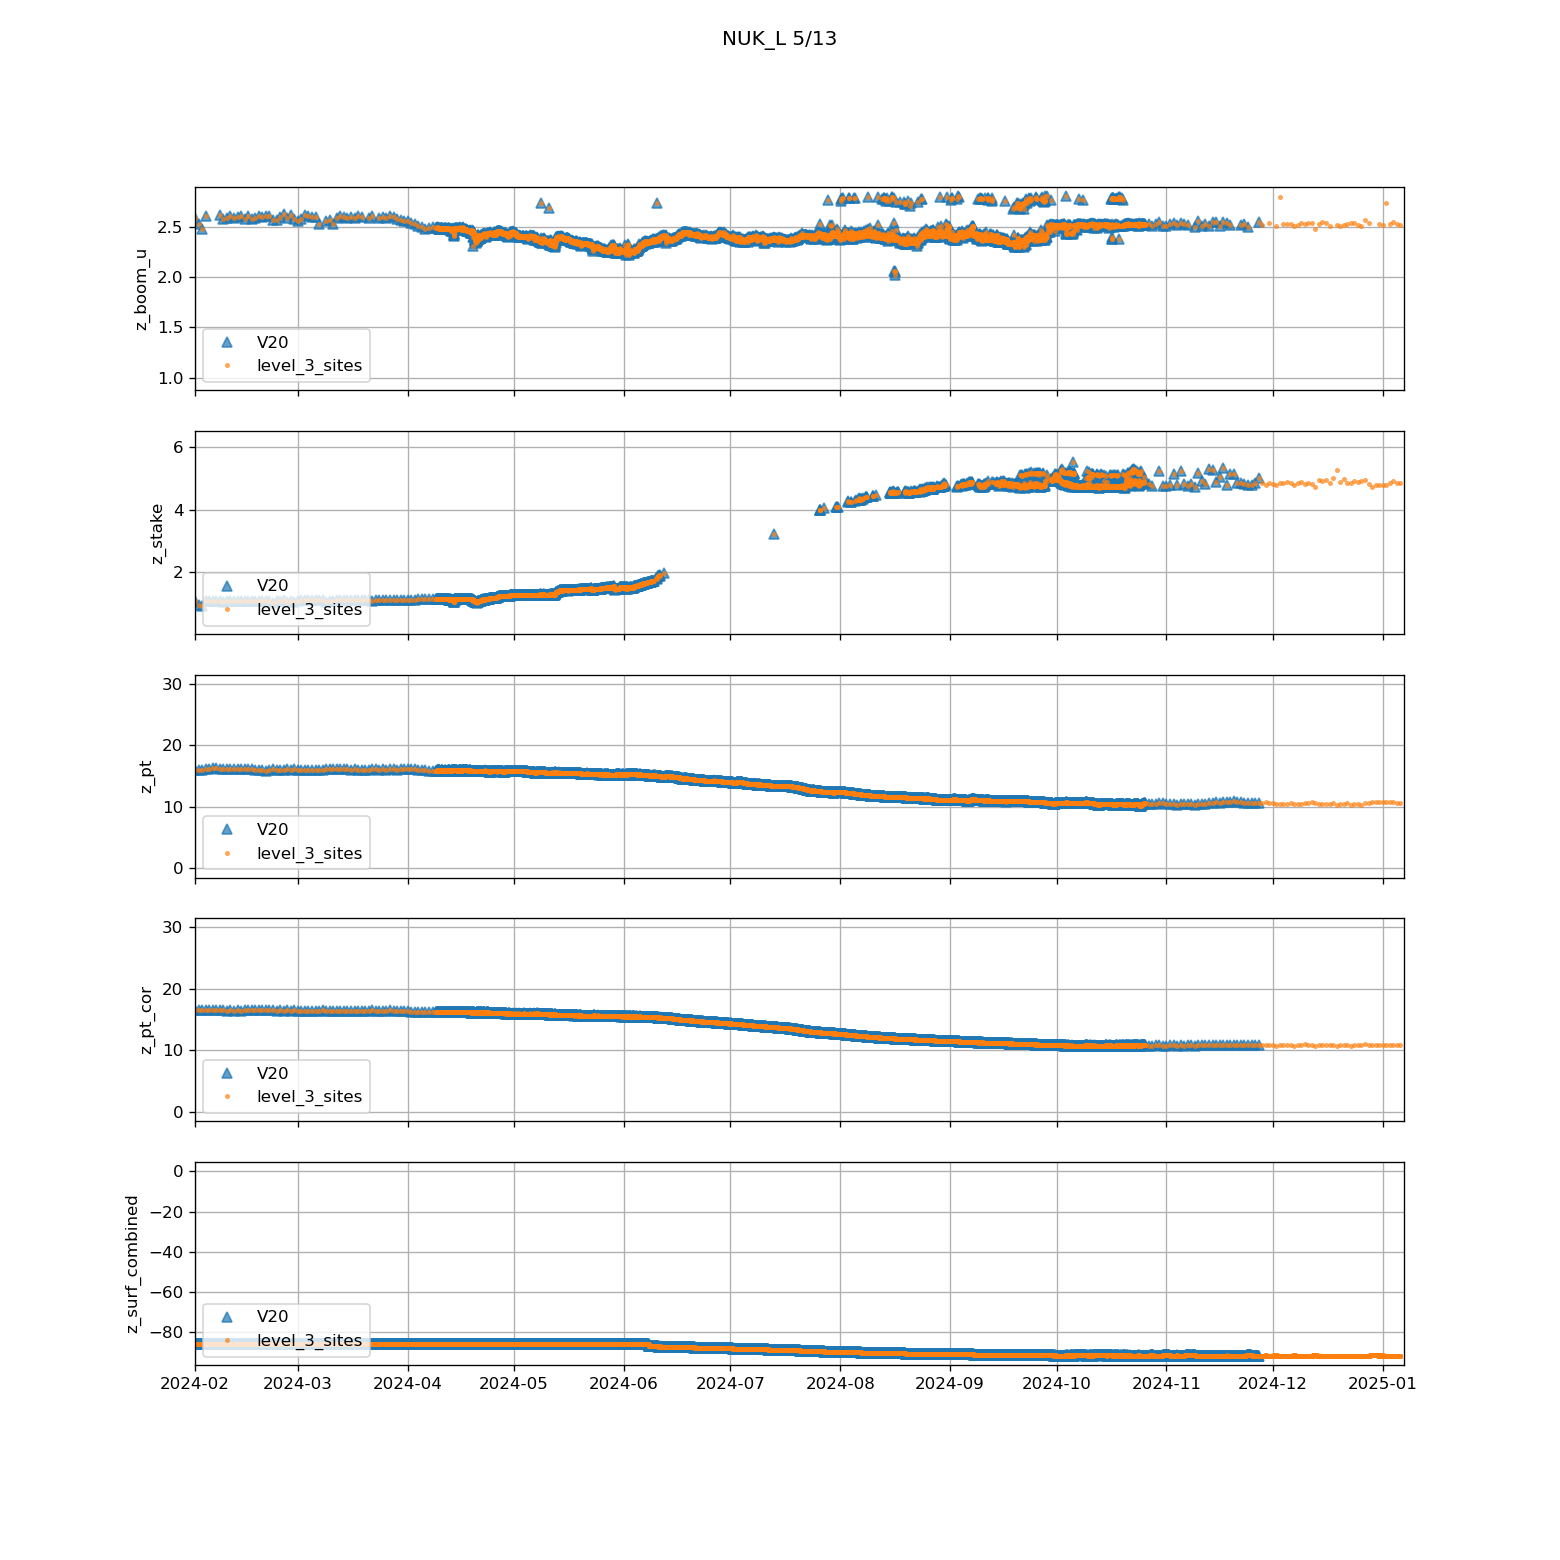 NUK_L 5/13
z_boom_u
2.5
2.0
1.5
1.0
V20
level_3_sites
z_stake
6
4
2
V20
level_3_sites
z_pt
30
20
10
0
V20
level_3_sites
z_pt_cor
30
20
10
0
V20
level_3_sites
z_surf_combined
0
−20
−40
−60
−80
V20
level_3_sites
2024-02 2024-03 2024-04 2024-05 2024-06 2024-07 2024-08 2024-09 2024-10 2024-11 2024-12 2025-01